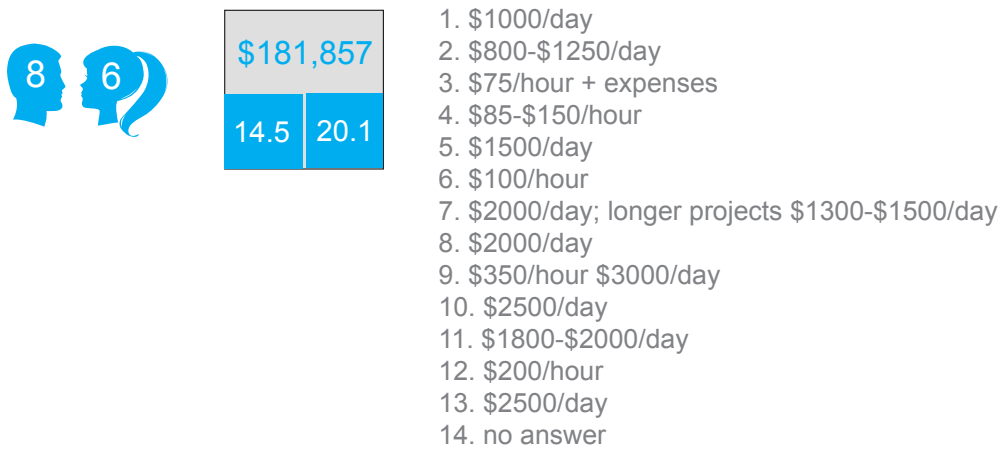 8 6
$181,857
14.5 20.1
1. $1000/day
2. $800-$1250/day
3. $75/hour + expenses
4. $85-$150/hour
5. $1500/day
6. $100/hour
7. $2000/day; longer projects $1300-$1500/day
8. $2000/day
9. $350/hour $3000/day
10. $2500/day
11. $1800-$2000/day
12. $200/hour
13. $2500/day
14. no answer